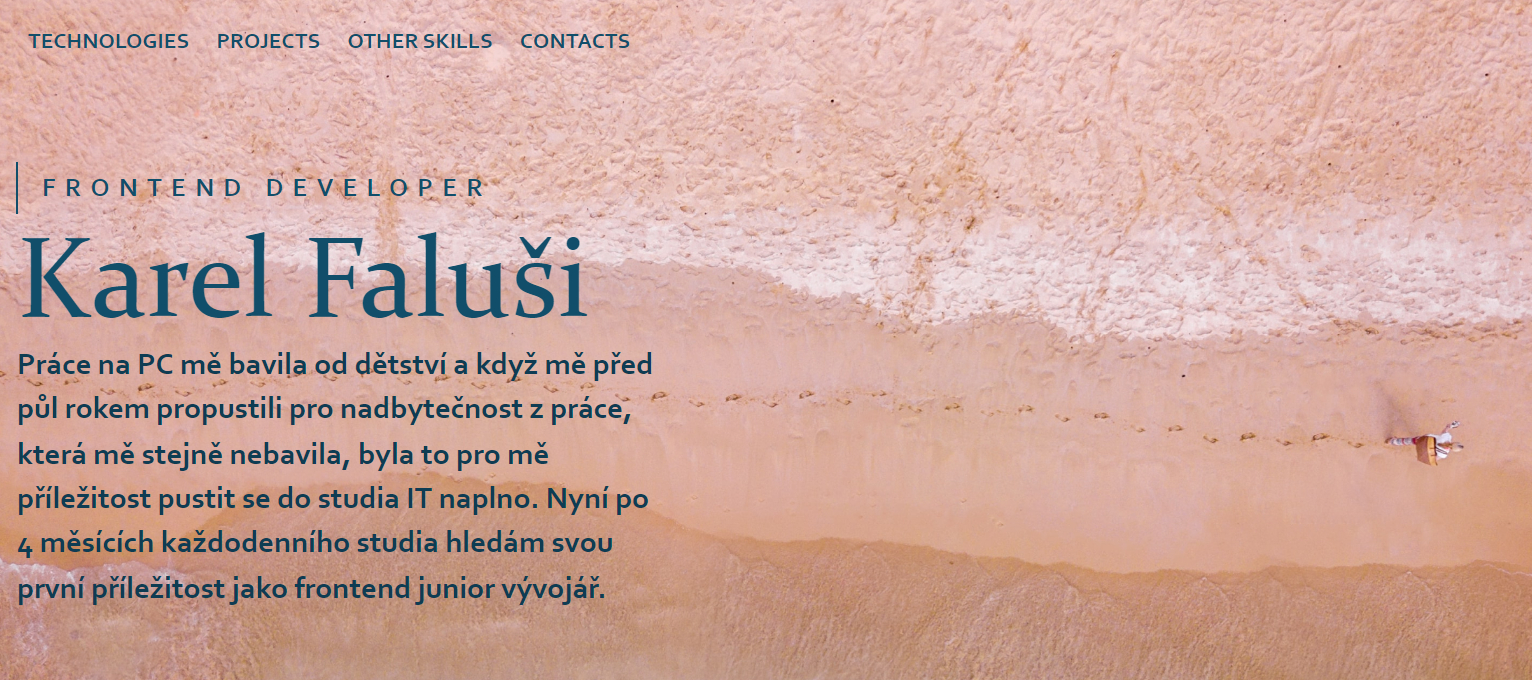 TECHNOLOGIES PROJECTS OTHER SKILLS CONTACTS
FRONTEND DEVELOPER
Karel Faluši
Práce na PC mě bavila od dětství a když mě před
půl rokem propustili pro nadbytečnost z práce,
která mě stejně nebavila, byla to pro mě
příležitost pustit se do studia IT naplno. Nyní po
4 měsících každodenního studia hledám svou
první příležitost jako frontend junior vývojář.